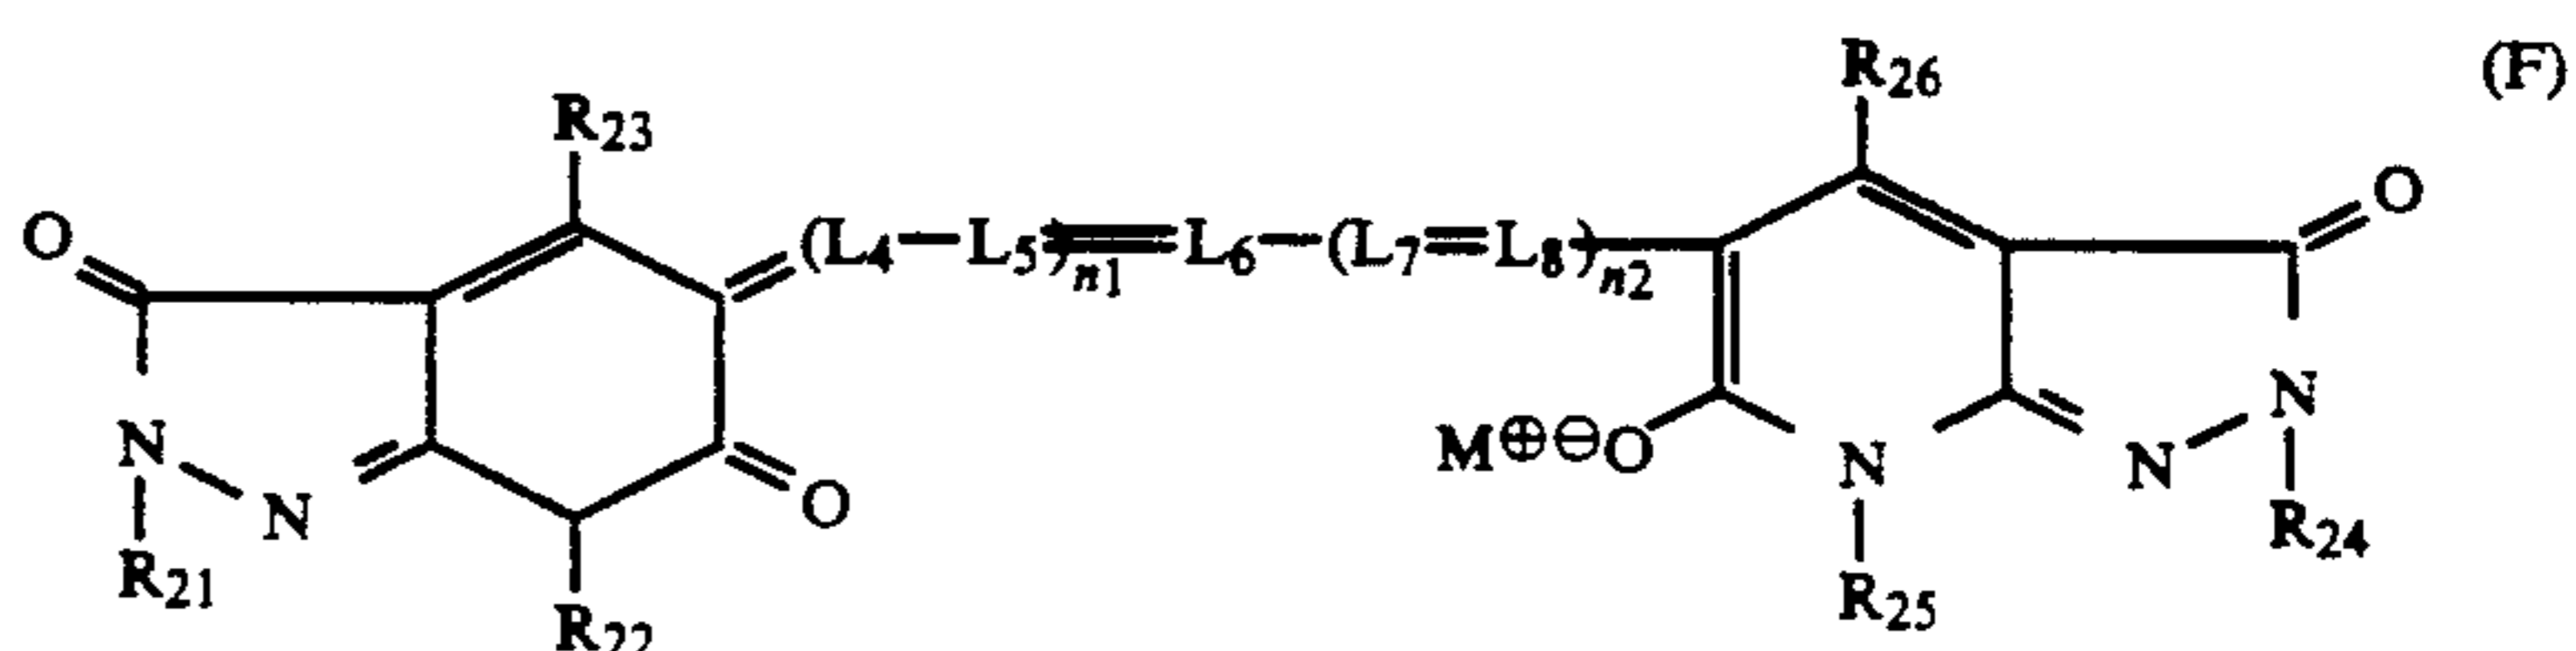 R26 (F)
R23
O (L4—L5)n1=L6—(L7=L8)n2 O
N N O M⊕⊖O N N N
R21 R22 R25 R24